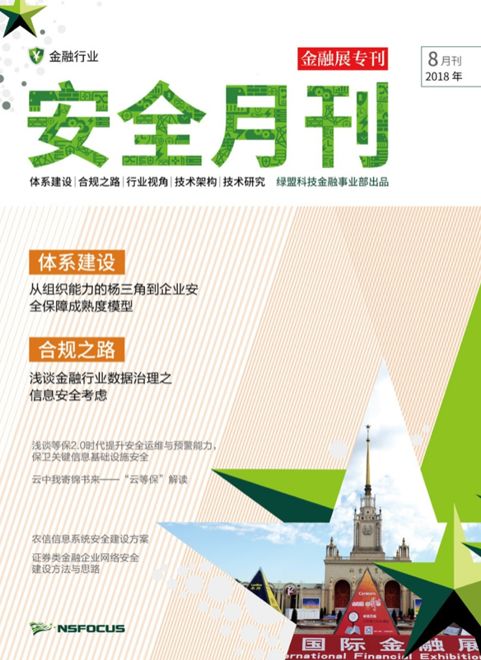 金融行业
金融展专刊
8月刊
2018 年
安全月刊
体系建设|合规之路|行业视角|技术架构|技术研究 绿盟科技金融事业部出品
体系建设
从组织能力的杨三角到企业安
全保障成熟度模型
合规之路
浅谈金融行业数据治理之
信息安全考虑
浅谈等保2.0时代提升安全运维与预警能力，
保卫关键信息基础设施安全
云中我寄锦书来——“云等保”解读
农信信息系统安全建设方案
证券类金融企业网络安全
建设方法与思路
NSFOCUS
国际金融展
International Financial Exhibition